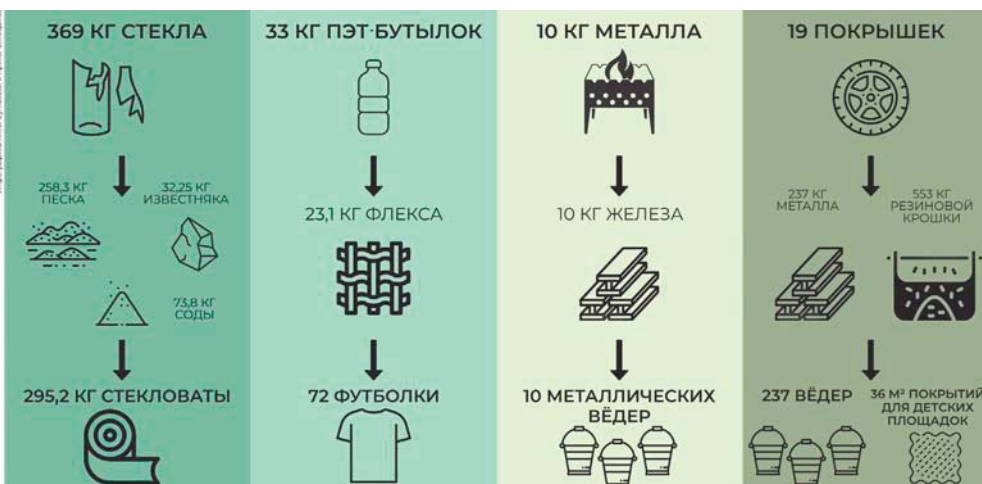 369 КГ СТЕКЛА
258,3 КГ
ПЕСКА
32,25 КГ
ИЗВЕСТНЯКА
73,8 КГ
СОДЫ
295,2 КГ СТЕКЛОВАТЫ
33 КГ ПЭТ-БУТЫЛОК
23,1 КГ ФЛЕКСА
72 ФУТБОЛКИ
10 КГ МЕТАЛЛА
10 КГ ЖЕЛЕЗА
10 МЕТАЛЛИЧЕСКИХ
ВЁДЕР
19 ПОКРЫШЕК
237 КГ
МЕТАЛЛА
553 КГ
РЕЗИНОВОЙ
КРОШКИ
237 ВЁДЕР
36 М² ПОКРЫТИЙ
ДЛЯ ДЕТСКИХ
ПЛОЩАДОК